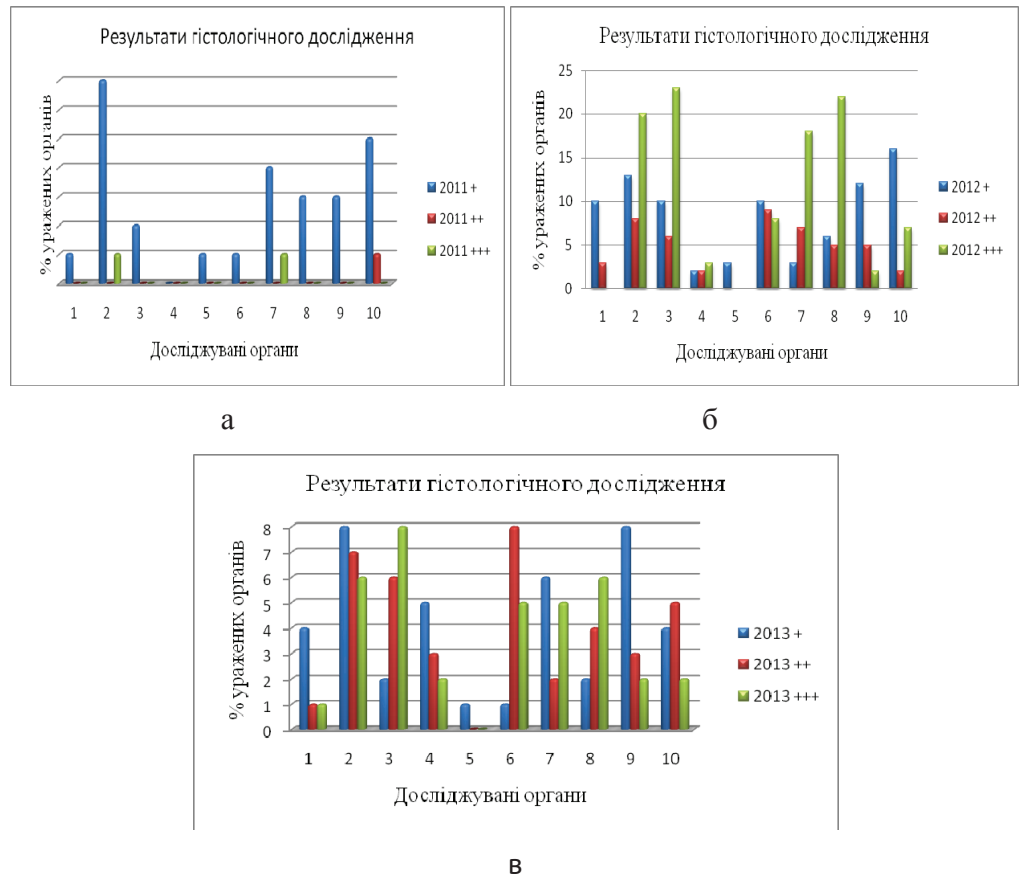 Результати гістологічного дослідження
% уражених органів
2011 +
2011 ++
2011 +++
1 2 3 4 5 6 7 8 9 10
Досліджувані органи
а
Результати гістологічного дослідження
% уражених органів
25
20
15
10
5
0
2012 +
2012 ++
2012 +++
1 2 3 4 5 6 7 8 9 10
Досліджувані органи
б
Результати гістологічного дослідження
% уражених органів
8
7
6
5
4
3
2
1
0
2013 +
2013 ++
2013 +++
1 2 3 4 5 6 7 8 9 10
Досліджувані органи
в